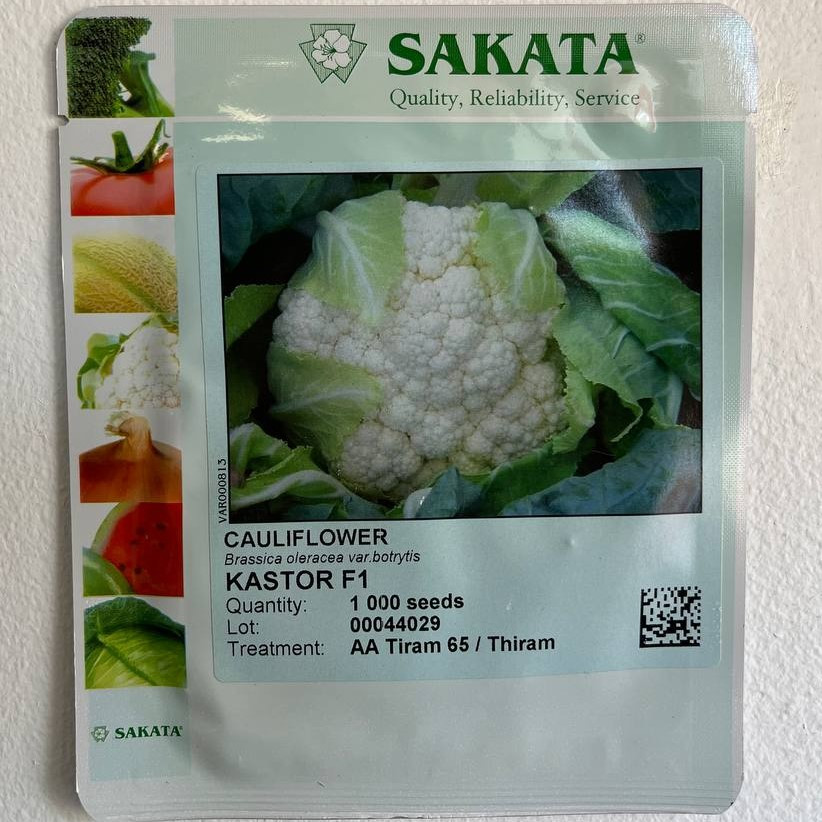 SAKATA®
Quality, Reliability, Service
VAR000813
CAULIFLOWER
Brassica oleracea var.botrytis
KASTOR F1
Quantity: 1 000 seeds
Lot: 00044029
Treatment: AA Tiram 65 / Thiram
SAKATA®